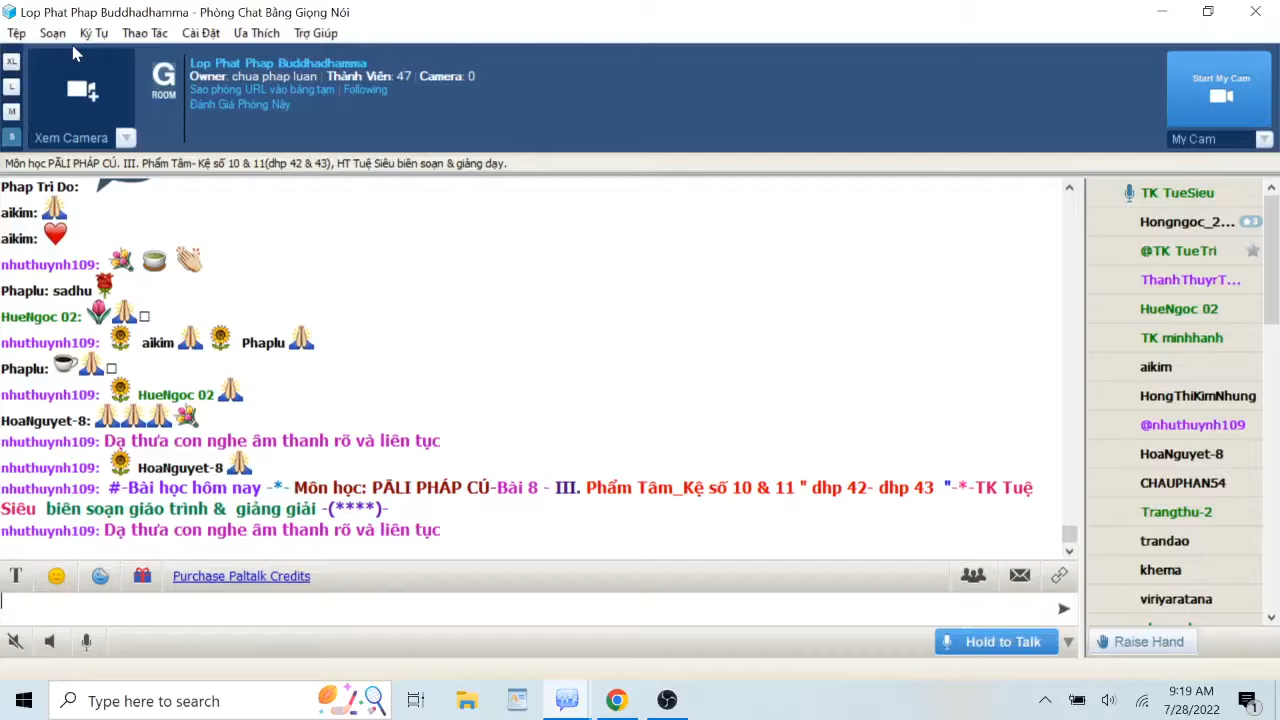 Lop Phat Phap Buddhadhamma - Phòng Chat Bằng Giọng Nói
Tệp Soạn Ký Tự Thao Tác Cài Đặt Ưa Thích Trợ Giúp
XL
L
M
S
Xem Camera
G
ROOM
Lop Phat Phap Buddhadhamma
Owner: chua phap luan | Thành Viên: 47 | Camera: 0
Sao phòng URL vào bảng tạm | Following
Đánh Giá Phòng Này
Start My Cam
My Cam
Môn học PĀLI PHÁP CÚ. III. Phẩm Tâm- Kệ số 10 & 11(dhp 42 & 43), HT Tuệ Siêu biên soạn & giảng dạy.
Phap Tri Do:
aikim:
aikim:
nhuthuynh109:
Phaplu: sadhu
HueNgoc 02:
nhuthuynh109: aikim Phaplu
Phaplu:
nhuthuynh109: HueNgoc 02
HoaNguyet-8:
nhuthuynh109: Dạ thưa con nghe âm thanh rõ và liên tục
nhuthuynh109: HoaNguyet-8
nhuthuynh109: #-Bài học hôm nay -*- Môn học: PĀLI PHÁP CÚ-Bài 8 - III. Phẩm Tâm_Kệ số 10 & 11 " dhp 42- dhp 43 "-*-TK Tuệ
Siêu biên soạn giáo trình & giảng giải -(****)-
nhuthuynh109: Dạ thưa con nghe âm thanh rõ và liên tục
TK TueSieu
Hongngoc_2... 3
@TK TueTri
ThanhThuyrT...
HueNgoc 02
TK minhhanh
aikim
HongThiKimNhung
@nhuthuynh109
HoaNguyet-8
CHAUPHAN54
Trangthu-2
trandao
khema
viriyaratana
T Purchase Paltalk Credits
Hold to Talk
Raise Hand
Type here to search
9:19 AM
7/28/2022
1